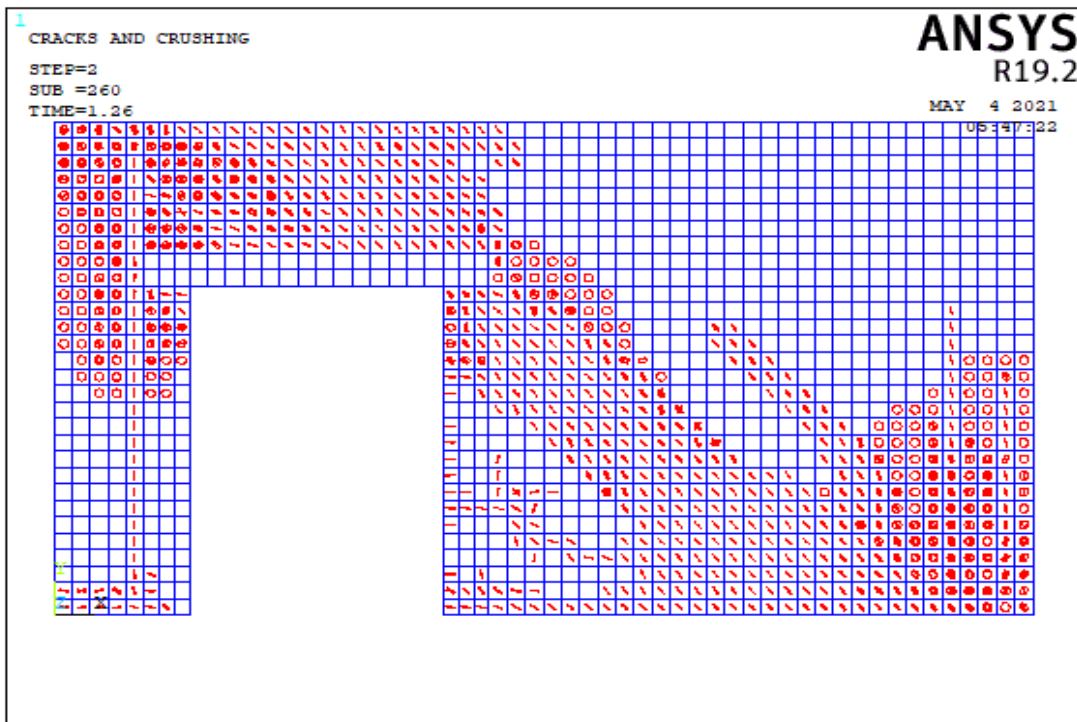 1
CRACKS AND CRUSHING
STEP=2
SUB =260
TIME=1.26
ANSYS
R19.2
MAY 4 2021
05:47:22
Y
Z X